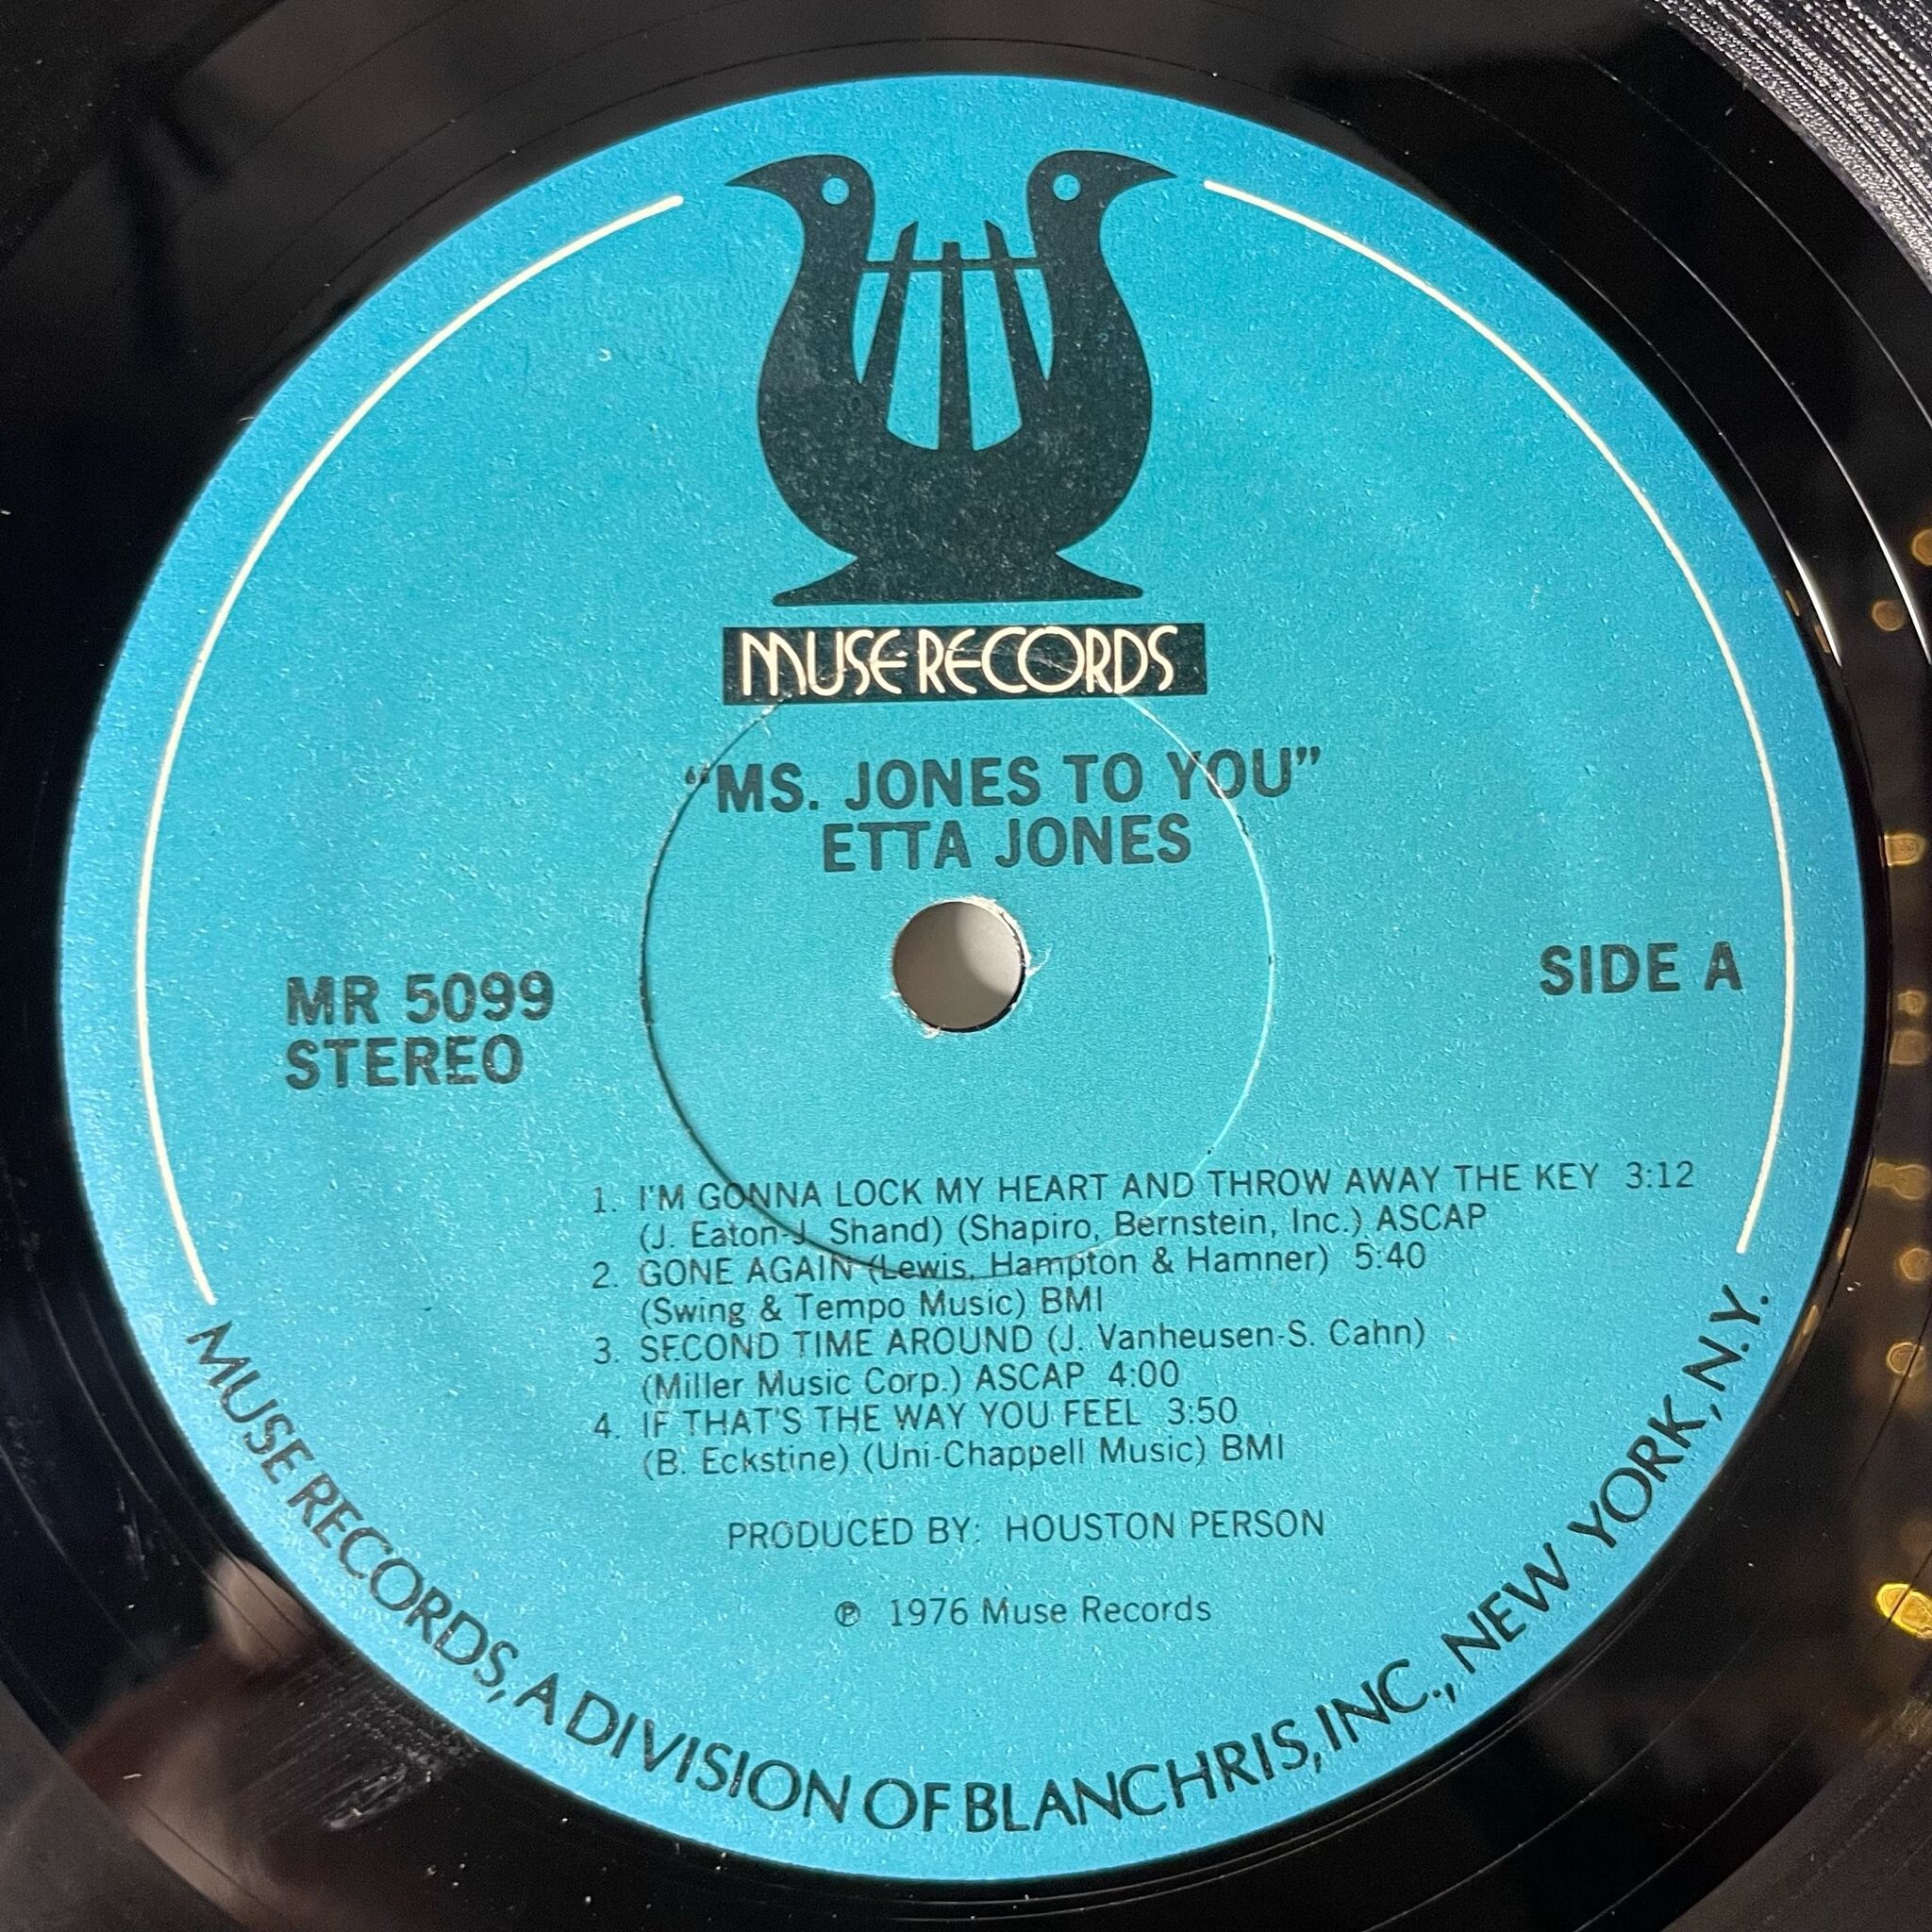 MUSE RECORDS
“MS. JONES TO YOU”
ETTA JONES
MR 5099
STEREO
SIDE A
1. I'M GONNA LOCK MY HEART AND THROW AWAY THE KEY 3:12
(J. Eaton-J. Shand) (Shapiro, Bernstein, Inc.) ASCAP
2. GONE AGAIN (Lewis, Hampton & Hamner) 5:40
(Swing & Tempo Music) BMI
3. SECOND TIME AROUND (J. Vanheusen-S. Cahn)
(Miller Music Corp.) ASCAP 4:00
4. IF THAT'S THE WAY YOU FEEL 3:50
(B. Eckstine) (Uni-Chappell Music) BMI
PRODUCED BY: HOUSTON PERSON
℗ 1976 Muse Records
MUSE RECORDS, A DIVISION OF BLANCHRIS, INC., NEW YORK, N.Y.